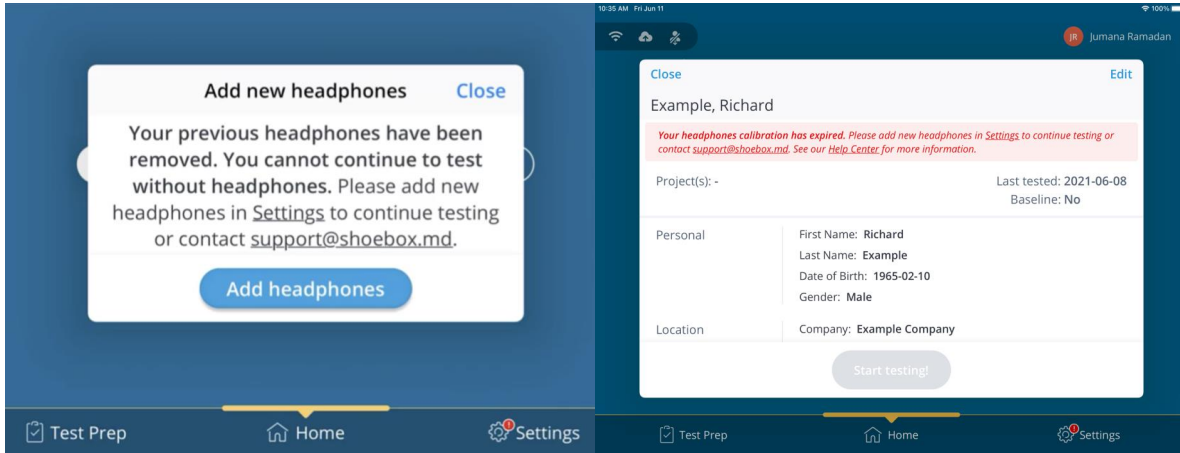 Add new headphones Close
Your previous headphones have been
removed. You cannot continue to test
without headphones. Please add new
headphones in Settings to continue testing
or contact support@shoebox.md.
Add headphones
Test Prep Home Settings
10:35 AM Fri Jun 11 100%
JR Jumana Ramadan
Close Edit
Example, Richard
Your headphones calibration has expired. Please add new headphones in Settings to continue testing or
contact support@shoebox.md. See our Help Center for more information.
Project(s): - Last tested: 2021-06-08
Baseline: No
Personal First Name: Richard
Last Name: Example
Date of Birth: 1965-02-10
Gender: Male
Location Company: Example Company
Start testing!
Test Prep Home Settings